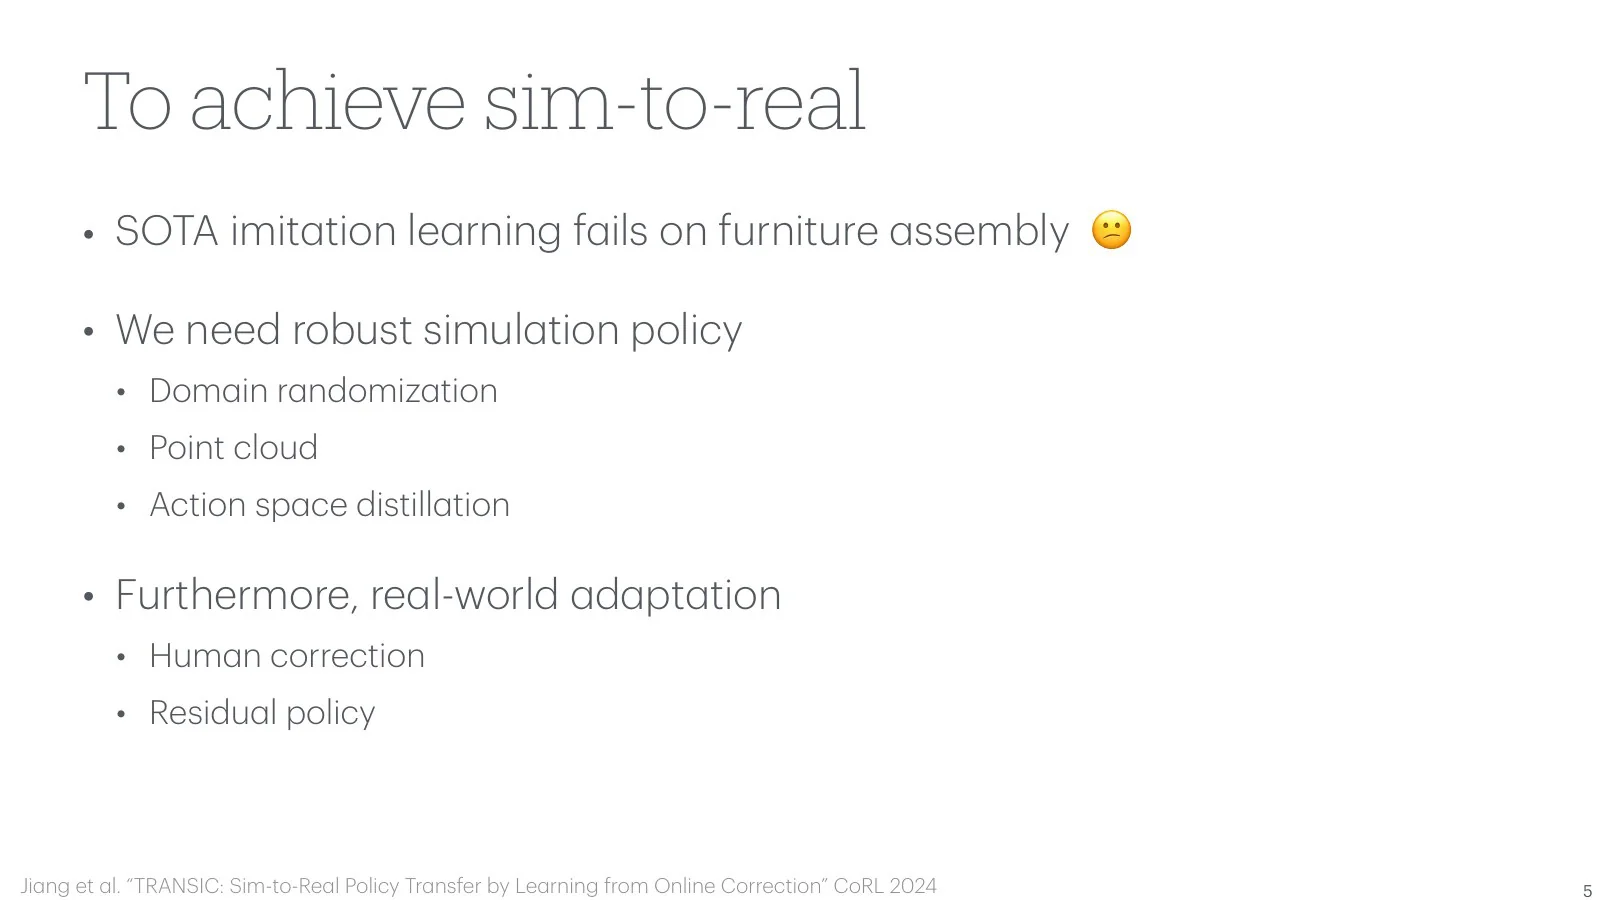 To achieve sim-to-real
• SOTA imitation learning fails on furniture assembly 😕
• We need robust simulation policy
• Domain randomization
• Point cloud
• Action space distillation
• Furthermore, real-world adaptation
• Human correction
• Residual policy
Jiang et al. “TRANSIC: Sim-to-Real Policy Transfer by Learning from Online Correction” CoRL 2024
5